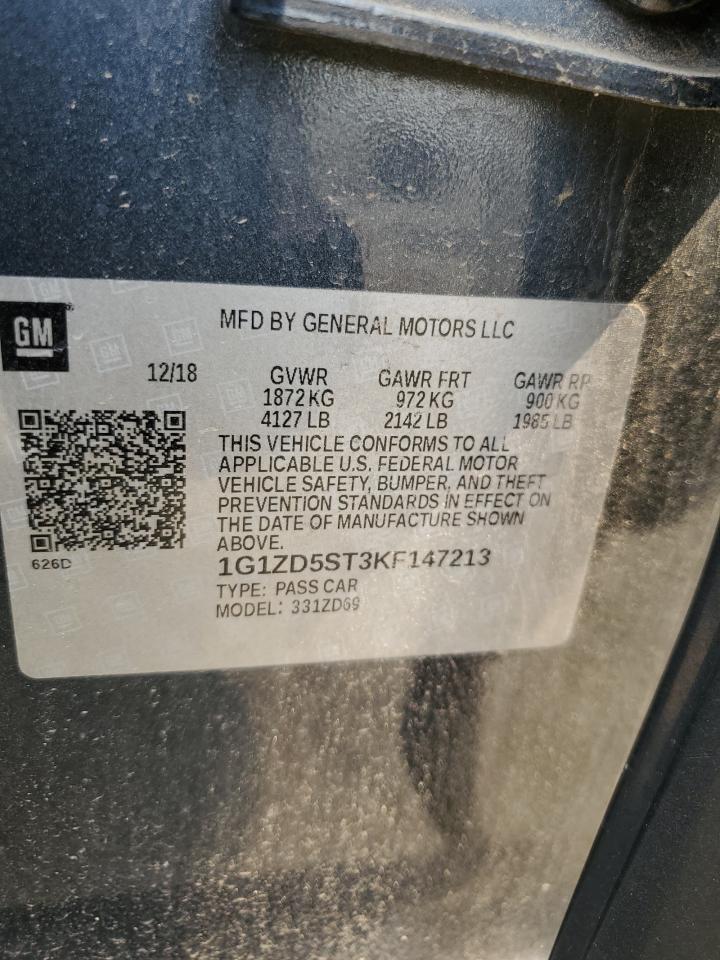 GM
MFD BY GENERAL MOTORS LLC
12/18 GVWR GAWR FRT GAWR RR
1872 KG 972 KG 900 KG
4127 LB 2142 LB 1985 LB
THIS VEHICLE CONFORMS TO ALL
APPLICABLE U.S. FEDERAL MOTOR
VEHICLE SAFETY, BUMPER, AND THEFT
PREVENTION STANDARDS IN EFFECT ON
THE DATE OF MANUFACTURE SHOWN
ABOVE.
626D
1G1ZD5ST3KF147213
TYPE: PASS CAR
MODEL: 331ZD69